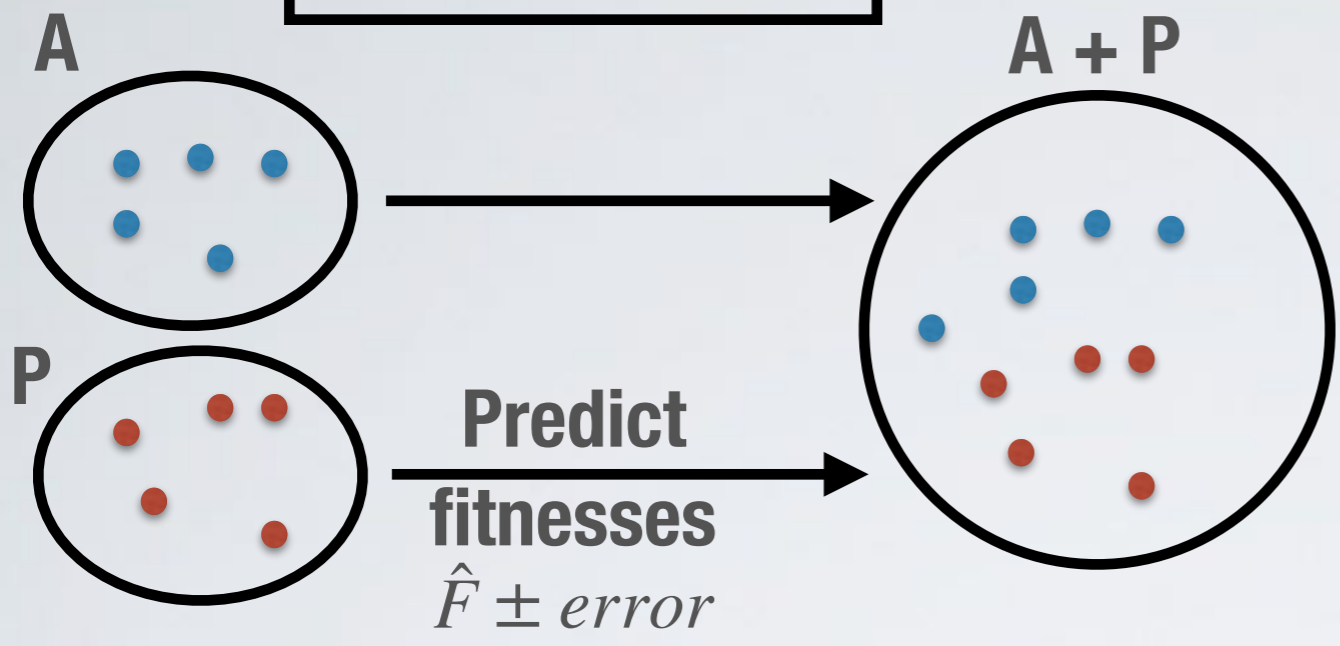 A
A + P
P
Predict
fitnesses
F̂ ± error